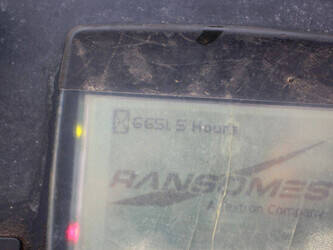 6651.5 Hours
RANSOMES
A Textron Company